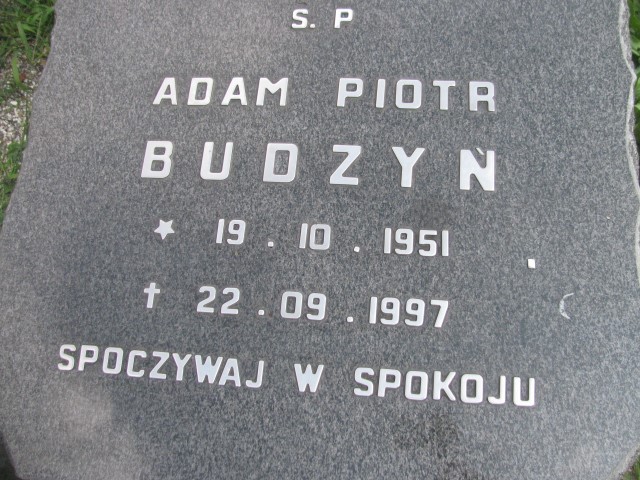 S. P
ADAM PIOTR
BUDZYŃ
* 19.10.1951
† 22.09.1997
SPOCZYWAJ W SPOKOJU